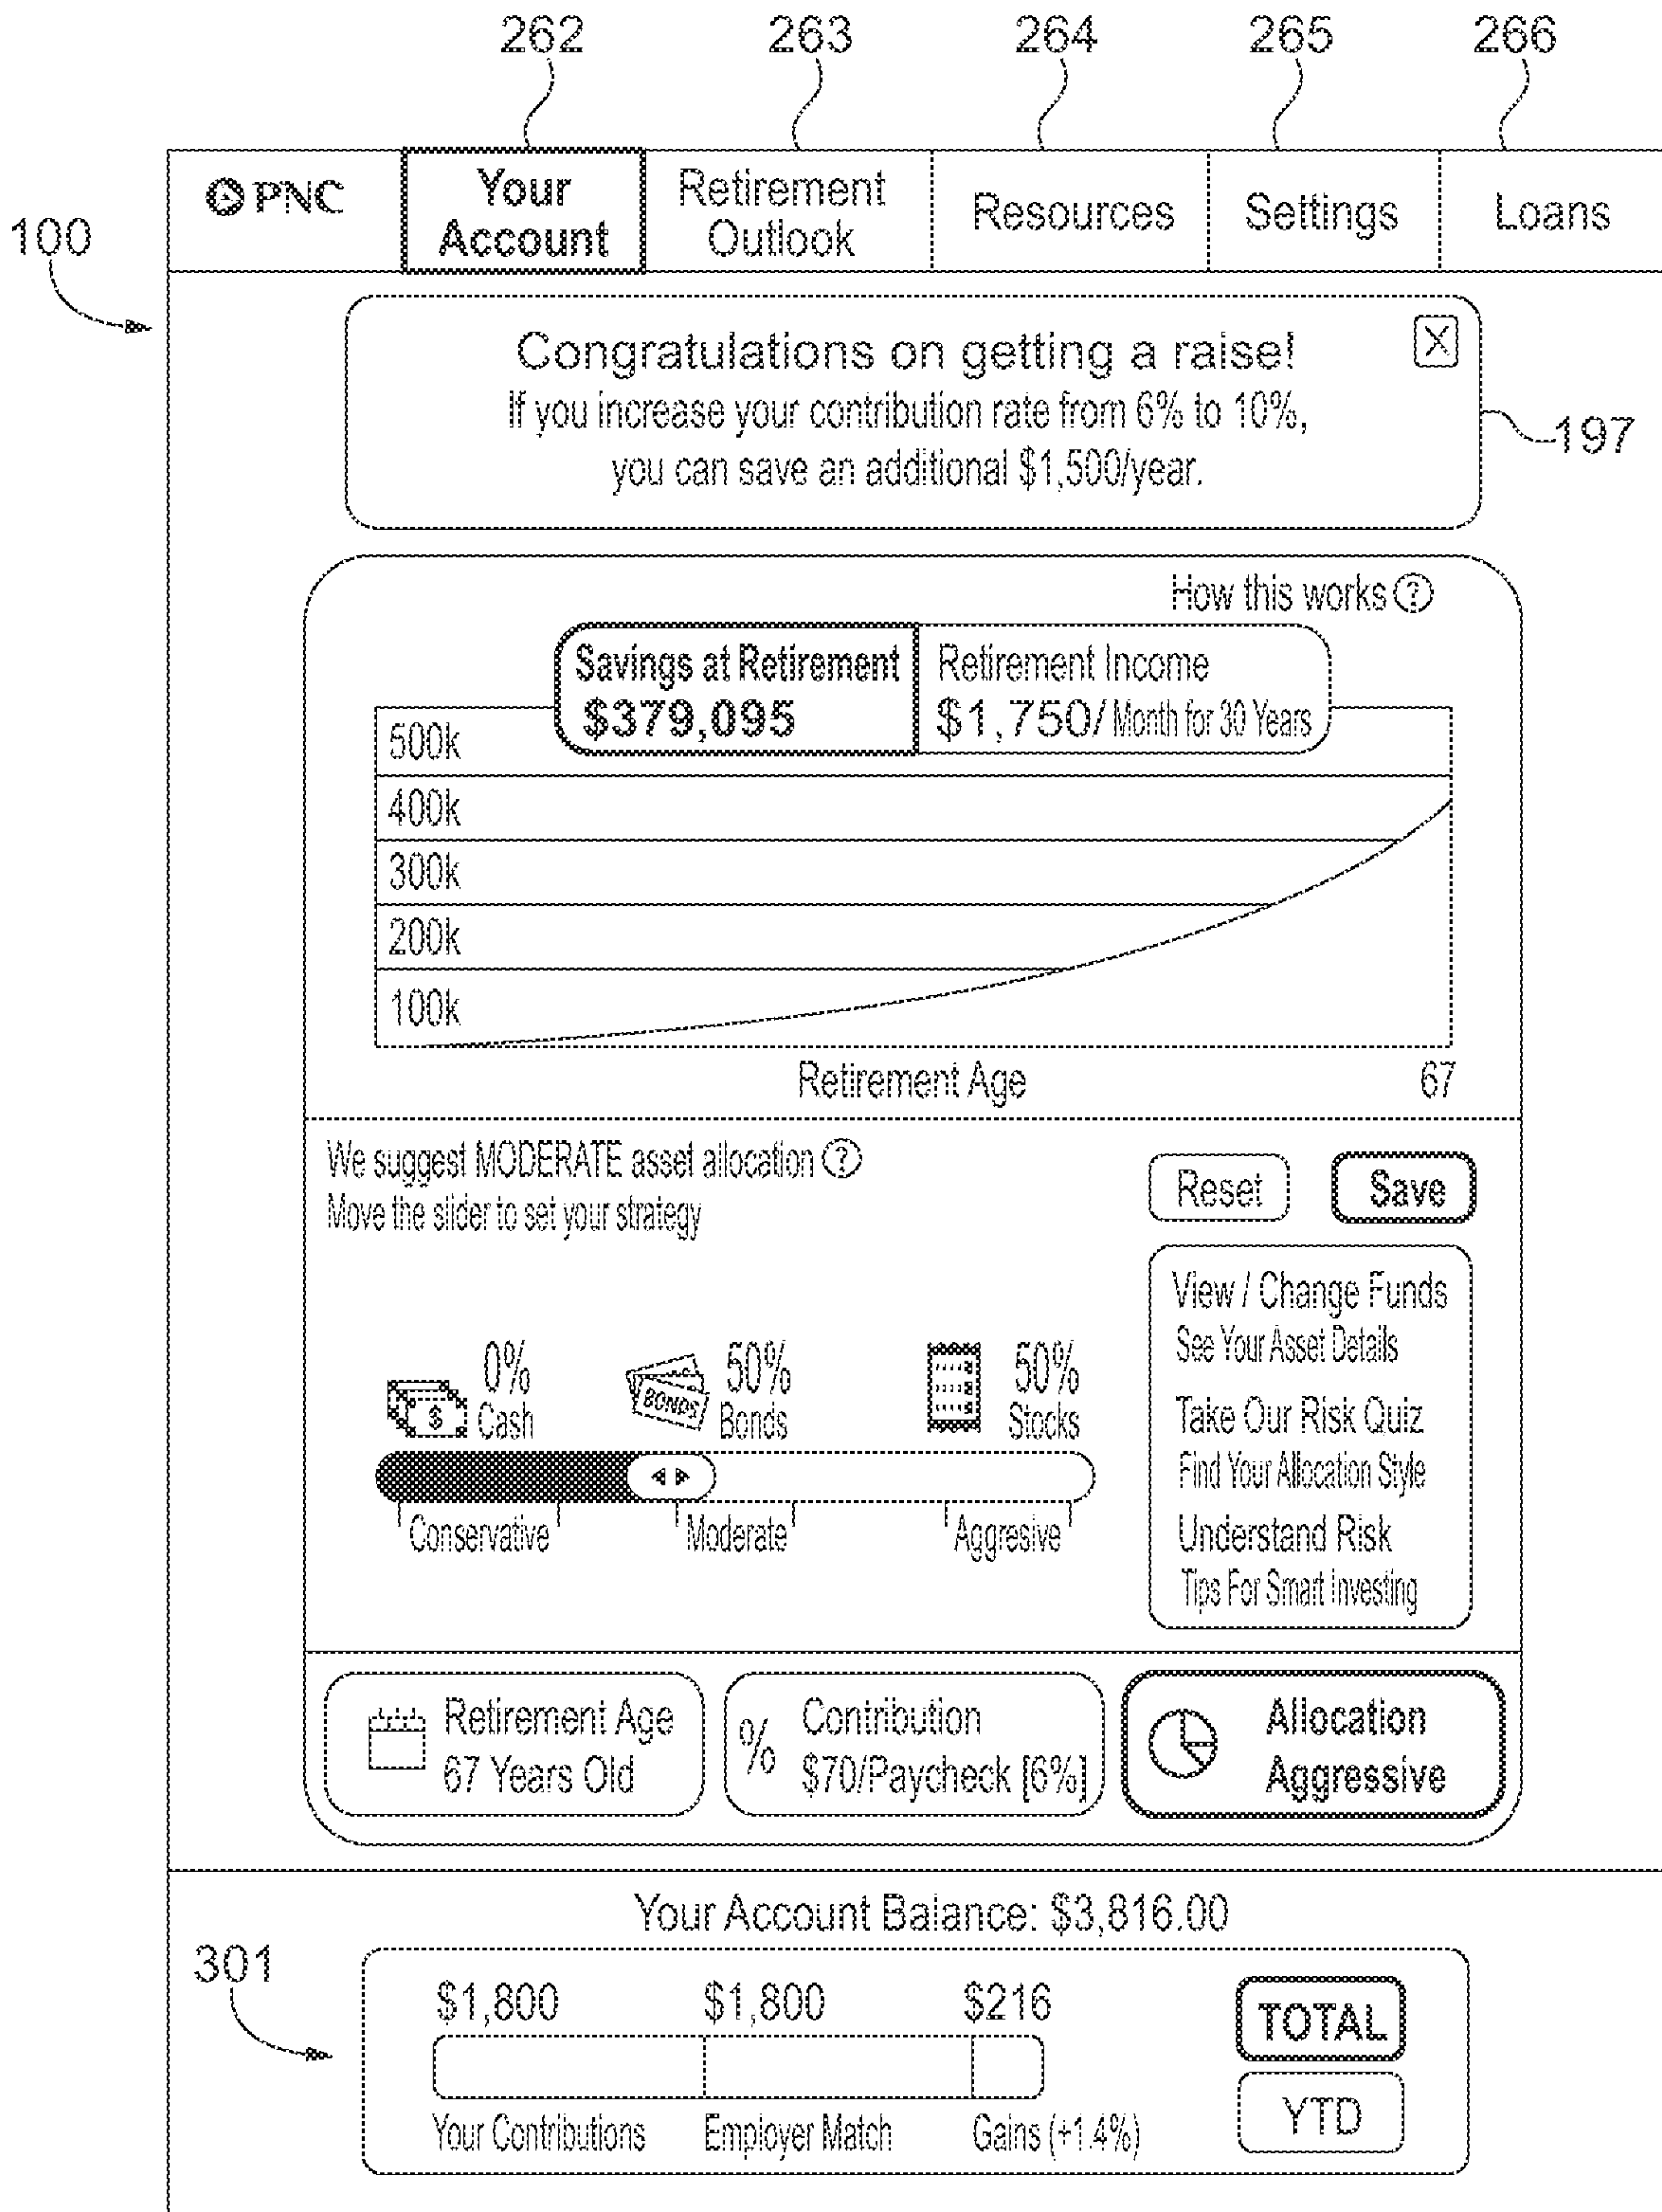 262 263 264 265 266
100
PNC
Your
Account
Retirement
Outlook
Resources
Settings
Loans
Congratulations on getting a raise!
If you increase your contribution rate from 6% to 10%,
you can save an additional $1,500/year.
X
197
How this works ?
Savings at Retirement
$379,095
Retirement Income
$1,750/ Month for 30 Years
500k
400k
300k
200k
100k
Retirement Age 67
We suggest MODERATE asset allocation ?
Move the slider to set your strategy
Reset
Save
View / Change Funds
See Your Asset Details
Take Our Risk Quiz
Find Your Allocation Style
Understand Risk
Tips For Smart Investing
$
0%
Cash
BONDS
50%
Bonds
50%
Stocks
Conservative
Moderate
Aggresive
Retirement Age
67 Years Old
%
Contribution
$70/Paycheck [6%]
Allocation
Aggressive
Your Account Balance: $3,816.00
301
$1,800 $1,800 $216
Your Contributions Employer Match Gains (+1.4%)
TOTAL
YTD